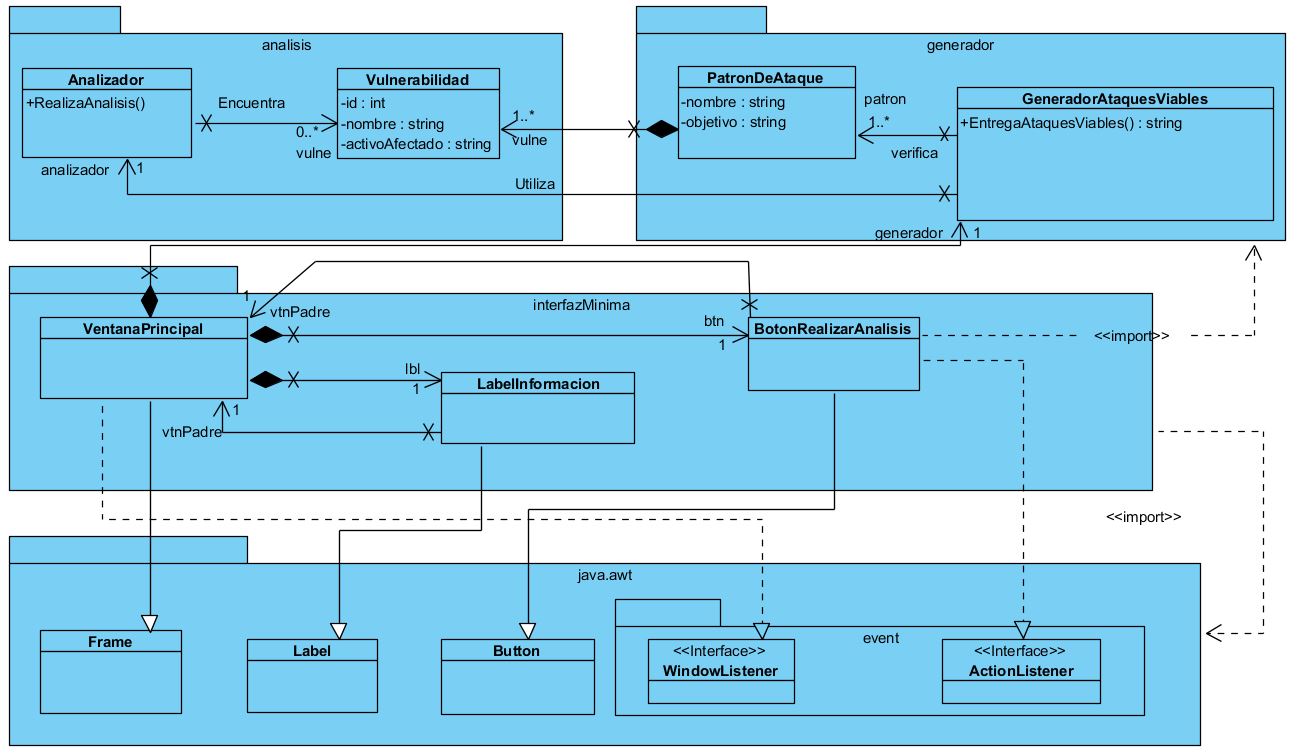 analisis
Analizador
+RealizaAnalisis()
Encuentra
0..*
vulne
Vulnerabilidad
-id : int
-nombre : string
-activoAfectado : string
1..*
vulne
analizador
1
Utiliza
generador
PatronDeAtaque
-nombre : string
-objetivo : string
patron
1..*
verifica
GeneradorAtaquesViables
+EntregaAtaquesViables() : string
generador
1
interfazMinima
1
vtnPadre
VentanaPrincipal
btn
1
BotonRealizarAnalisis
<<import>>
lbl
1
LabelInformacion
1
vtnPadre
<<import>>
java.awt
Frame
Label
Button
event
<<Interface>>
WindowListener
<<Interface>>
ActionListener